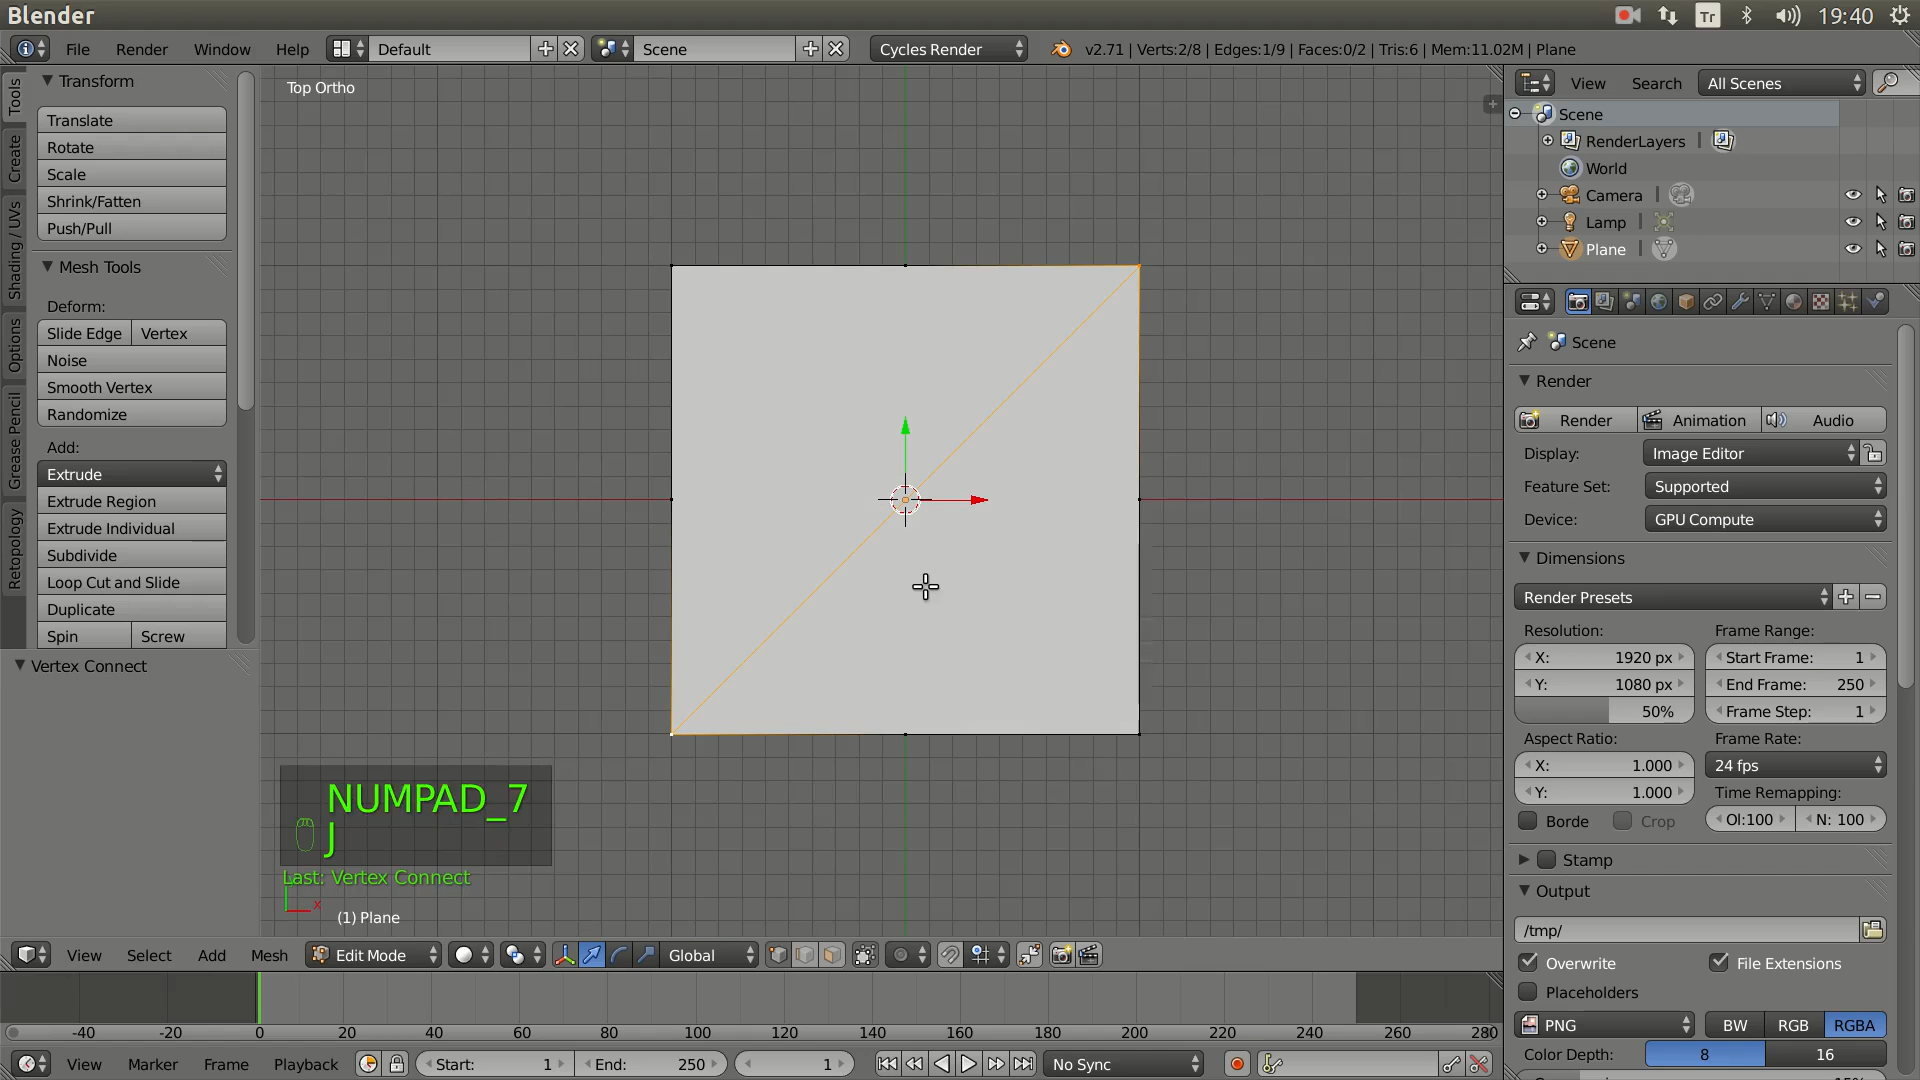 Blender
Tr
19:40
File Render Window Help Default Scene Cycles Render v2.71 | Verts:2/8 | Edges:1/9 | Faces:0/2 | Tris:6 | Mem:11.02M | Plane
Tools
Create
Shading / UVs
Options
Grease Pencil
Retopology
Transform
Translate
Rotate
Scale
Shrink/Fatten
Push/Pull
Mesh Tools
Deform:
Slide Edge Vertex
Noise
Smooth Vertex
Randomize
Add:
Extrude
Extrude Region
Extrude Individual
Subdivide
Loop Cut and Slide
Duplicate
Spin Screw
Vertex Connect
Top Ortho
NUMPAD_7
J
Last: Vertex Connect
x
(1) Plane
View Select Add Mesh Edit Mode Global
-40 -20 0 20 40 60 80 100 120 140 160 180 200 220 240 260 280
View Marker Frame Playback Start: 1 End: 250 1 No Sync
View Search All Scenes
Scene
RenderLayers
World
Camera
Lamp
Plane
Scene
Render
Render Animation Audio
Display: Image Editor
Feature Set: Supported
Device: GPU Compute
Dimensions
Render Presets
Resolution: Frame Range:
X: 1920 px Start Frame: 1
Y: 1080 px End Frame: 250
50% Frame Step: 1
Aspect Ratio: Frame Rate:
X: 1.000 24 fps
Y: 1.000 Time Remapping:
Borde Crop Ol:100 N: 100
Stamp
Output
/tmp/
Overwrite File Extensions
Placeholders
PNG BW RGB RGBA
Color Depth: 8 16